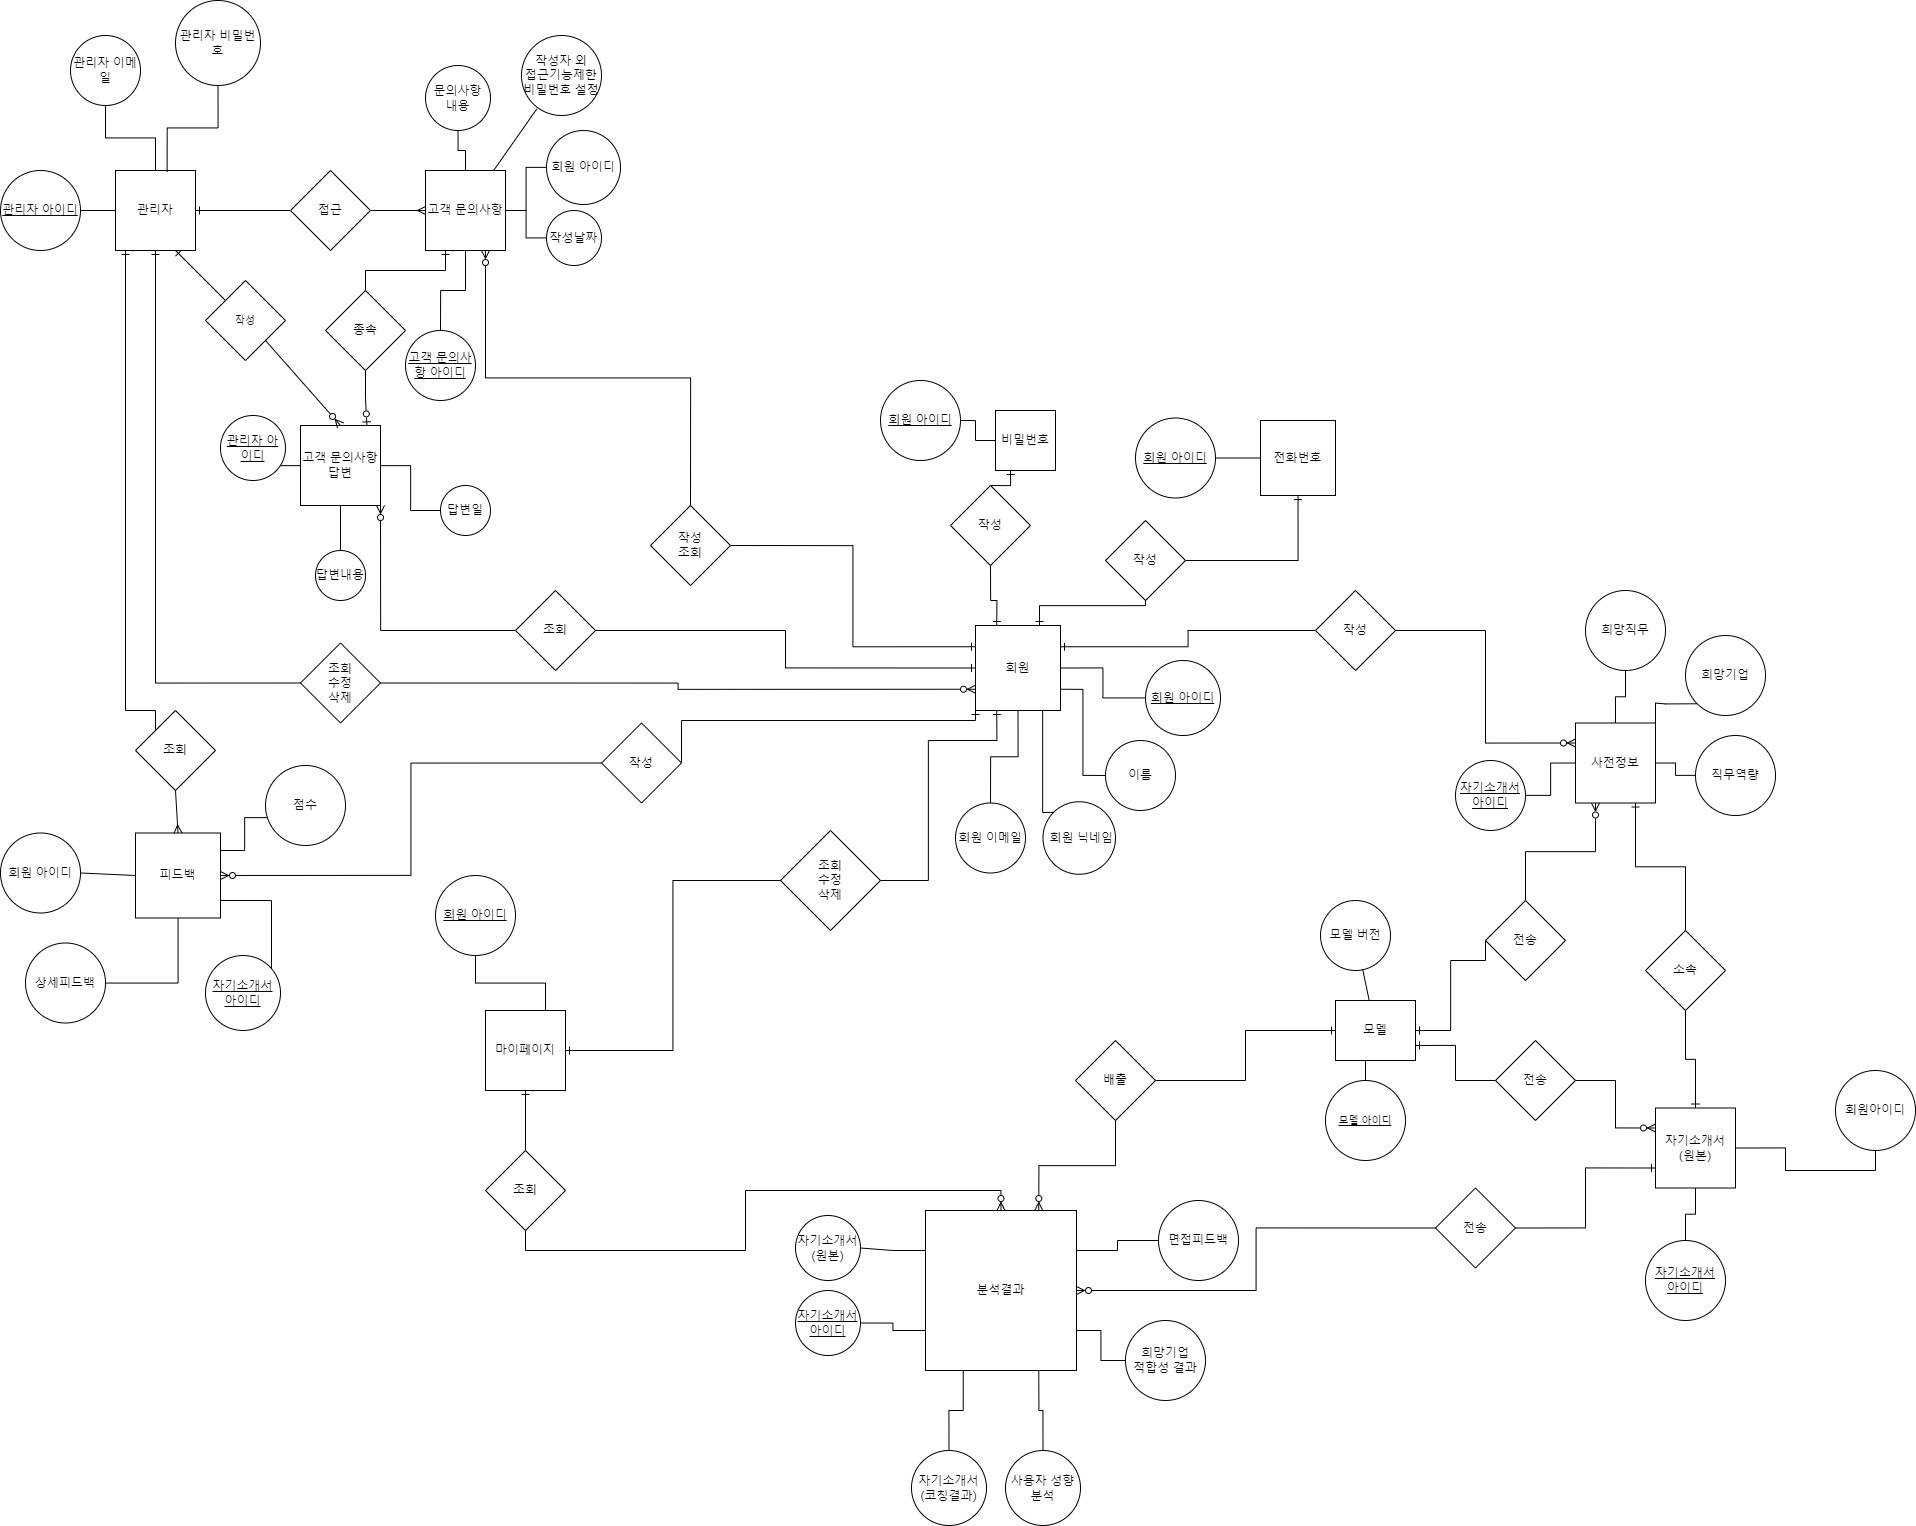 관리자 비밀번
호
관리자 이메
일
작성자 외
접근기능제한
비밀번호 설정
문의사항
내용
회원 아이디
관리자 아이디
관리자
접근
고객 문의사항
작성날짜
작성
종속
고객 문의사
항 아이디
관리자 아
이디
고객 문의사항
답변
답변일
답변내용
회원 아이디
비밀번호
회원 아이디
전화번호
작성
조회
작성
작성
조회
작성
희망직무
조회
수정
삭제
회원
회원 아이디
희망기업
조회
작성
이름
사전정보
직무역량
자기소개서
아이디
점수
회원 이메일
회원 닉네임
회원 아이디
피드백
조회
수정
삭제
회원 아이디
상세피드백
자기소개서
아이디
모델 버전
전송
소속
마이페이지
모델
배출
전송
모델 아이디
회원아이디
자기소개서
(원본)
조회
자기소개서
(원본)
면접피드백
전송
분석결과
자기소개서
아이디
자기소개서
아이디
희망기업
적합성 결과
자기소개서
(코칭결과)
사용자 성향
분석